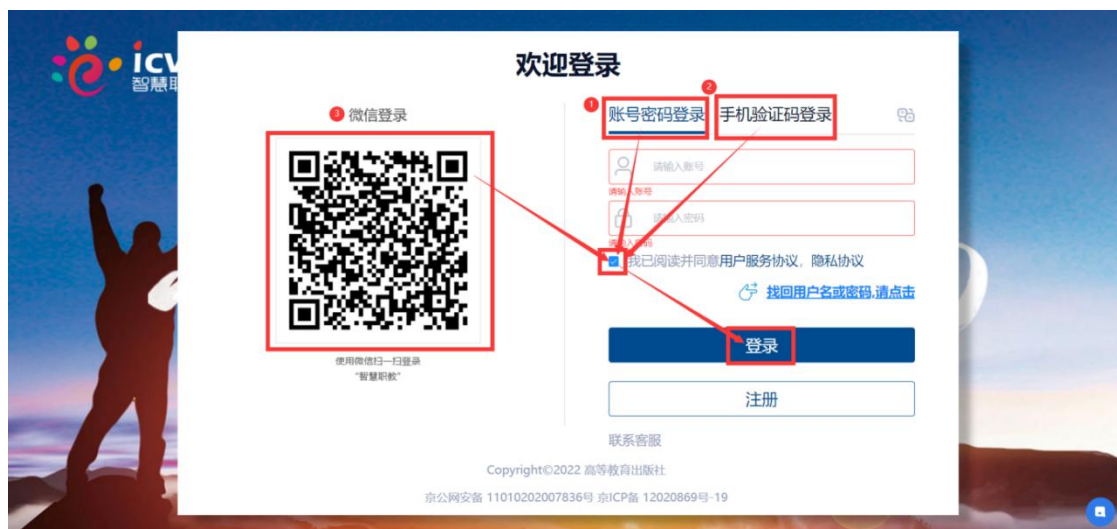 欢迎登录
icv
智慧职
3 微信登录
使用微信扫一扫登录
"智慧职教"
1 账号密码登录
2 手机验证码登录
请输入账号
请输入账号
请输入密码
请输入密码
我已阅读并同意用户服务协议，隐私协议
找回用户名或密码,请点击
登录
注册
联系客服
Copyright©2022 高等教育出版社
京公网安备 11010202007836号 京ICP备 12020869号-19